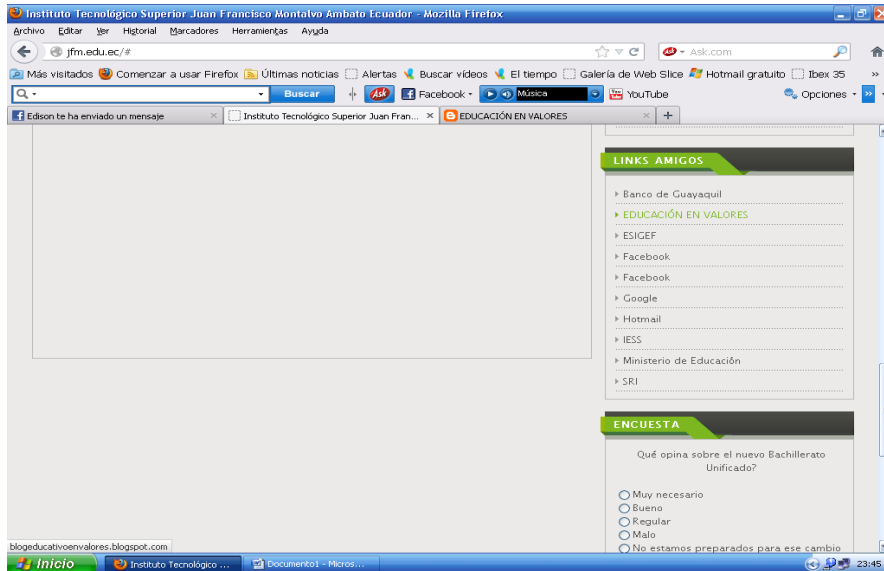 Instituto Tecnológico Superior Juan Francisco Montalvo Ambato Ecuador - Mozilla Firefox
Archivo Editar Ver Historial Marcadores Herramientas Ayuda
jfm.edu.ec/# Ask - Ask.com
Más visitados Comenzar a usar Firefox Últimas noticias Alertas Buscar vídeos El tiempo Galería de Web Slice Hotmail gratuito Ibex 35 »
Buscar Ask Facebook Música YouTube Opciones »
Edison te ha enviado un mensaje × Instituto Tecnológico Superior Juan Fran... × EDUCACIÓN EN VALORES × +
LINKS AMIGOS
Banco de Guayaquil
EDUCACIÓN EN VALORES
ESIGEF
Facebook
Facebook
Google
Hotmail
IESS
Ministerio de Educación
SRI
ENCUESTA
Qué opina sobre el nuevo Bachillerato
Unificado?
Muy necesario
Bueno
Regular
Malo
No estamos preparados para ese cambio
blogeducativoenvalores.blogspot.com
Inicio Instituto Tecnológico ... Documento1 - Micros... 23:45